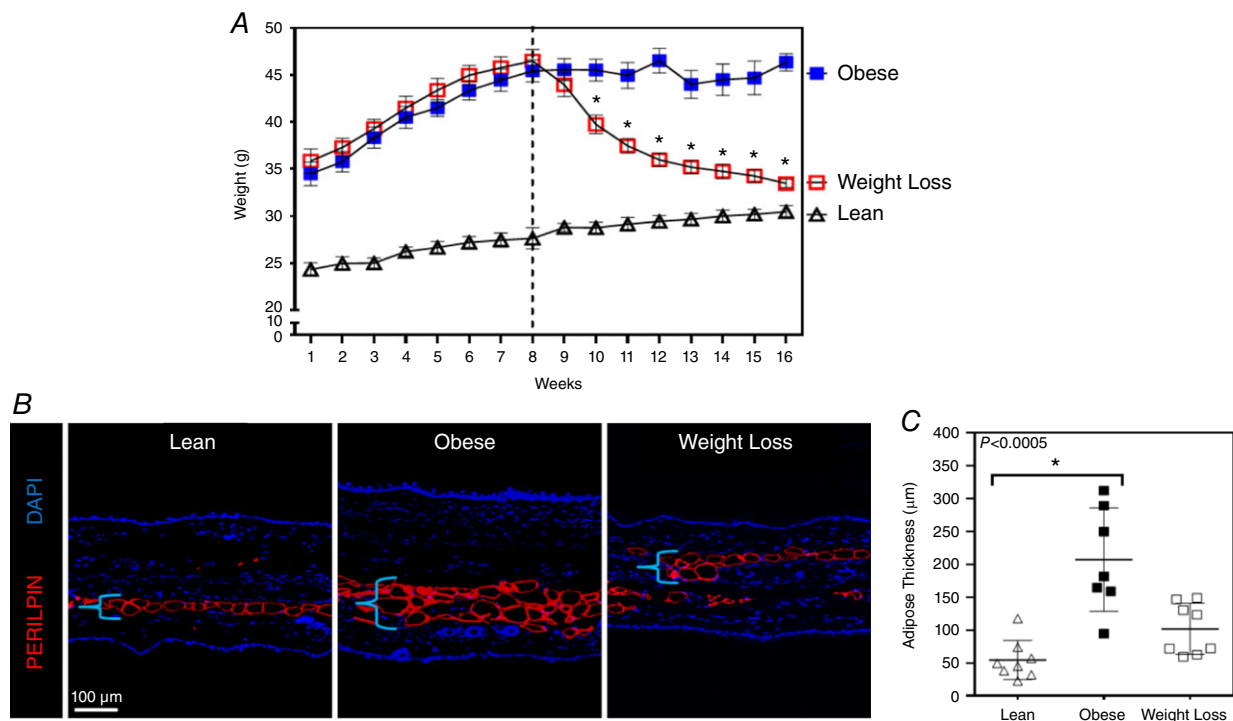 A
50
45
40
35
30
25
20
10
0
Weight (g)
* * * * * * *
Obese
Weight Loss
Lean
1 2 3 4 5 6 7 8 9 10 11 12 13 14 15 16
Weeks
B
PERILPIN DAPI
Lean
Obese
Weight Loss
100 µm
C
P<0.0005
*
400
350
300
250
200
150
100
50
0
Adipose Thickness (µm)
Lean Obese Weight Loss